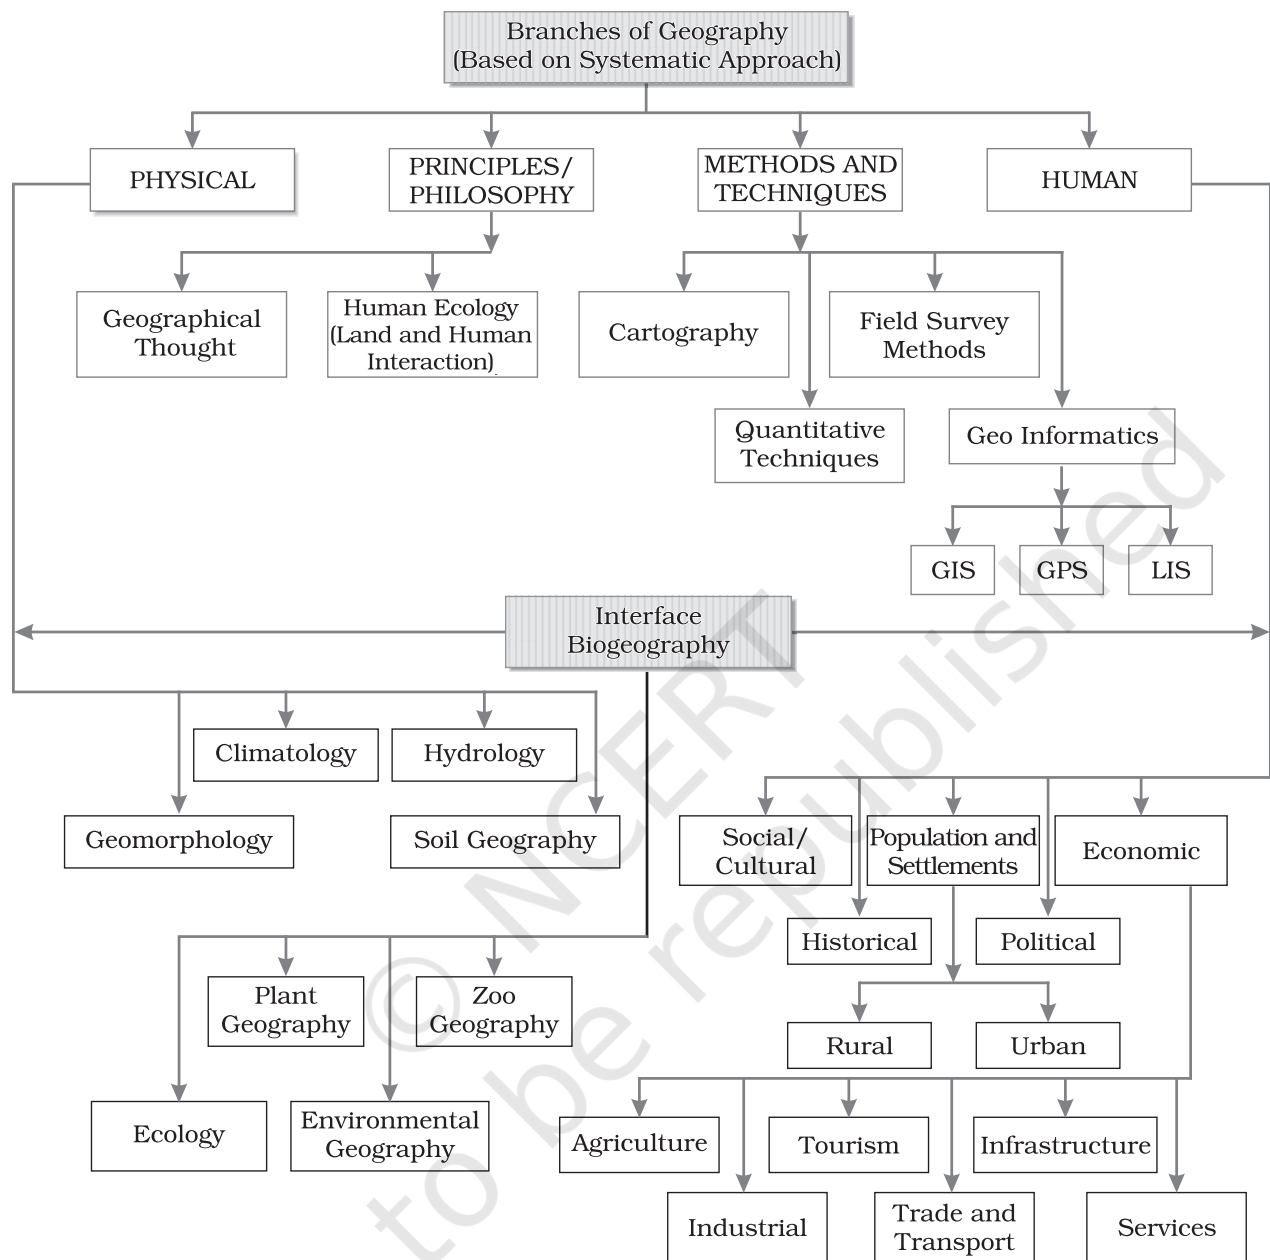 Branches of Geography
(Based on Systematic Approach)
PHYSICAL
PRINCIPLES/
PHILOSOPHY
METHODS AND
TECHNIQUES
HUMAN
Geographical
Thought
Human Ecology
(Land and Human
Interaction)
Cartography
Field Survey
Methods
Quantitative
Techniques
Geo Informatics
GIS
GPS
LIS
Interface
Biogeography
Climatology
Hydrology
Geomorphology
Soil Geography
Social/
Cultural
Population and
Settlements
Economic
Historical
Political
Plant
Geography
Zoo
Geography
Rural
Urban
Ecology
Environmental
Geography
Agriculture
Tourism
Infrastructure
Industrial
Trade and
Transport
Services
© NCERT
to be republished